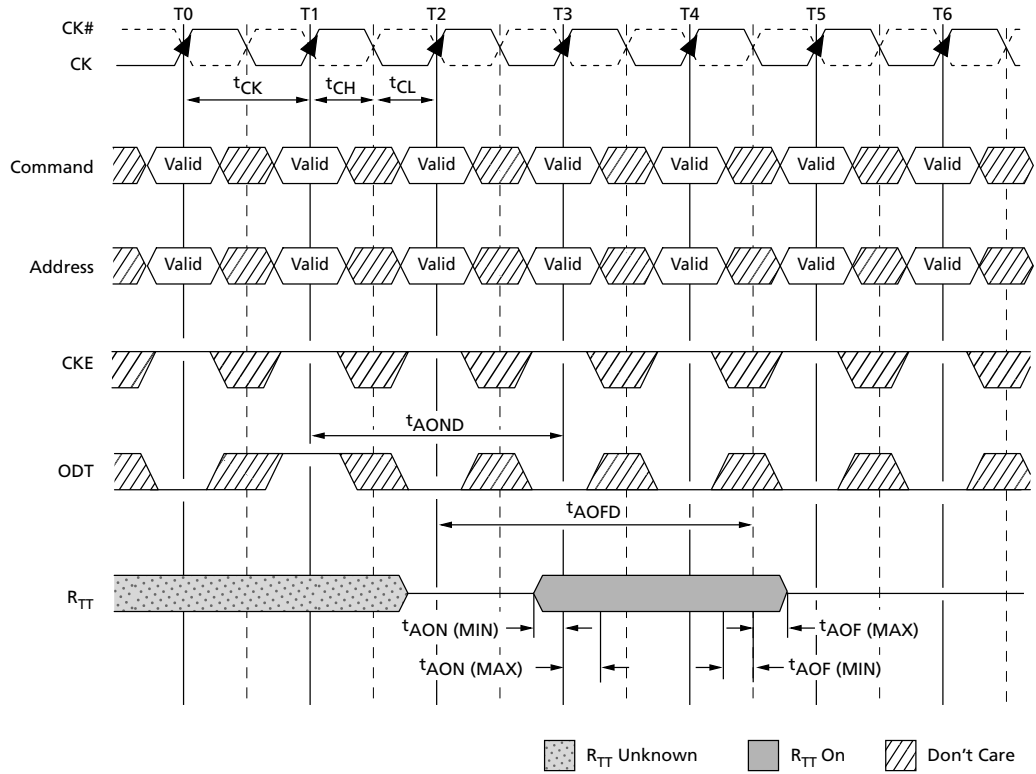 T0 T1 T2 T3 T4 T5 T6
CK#
CK
tCK tCH tCL
Command Valid Valid Valid Valid Valid Valid Valid
Address Valid Valid Valid Valid Valid Valid Valid
CKE
tAOND
ODT
tAOFD
RTT
tAON (MIN) tAOF (MAX)
tAON (MAX) tAOF (MIN)
RTT Unknown RTT On Don't Care